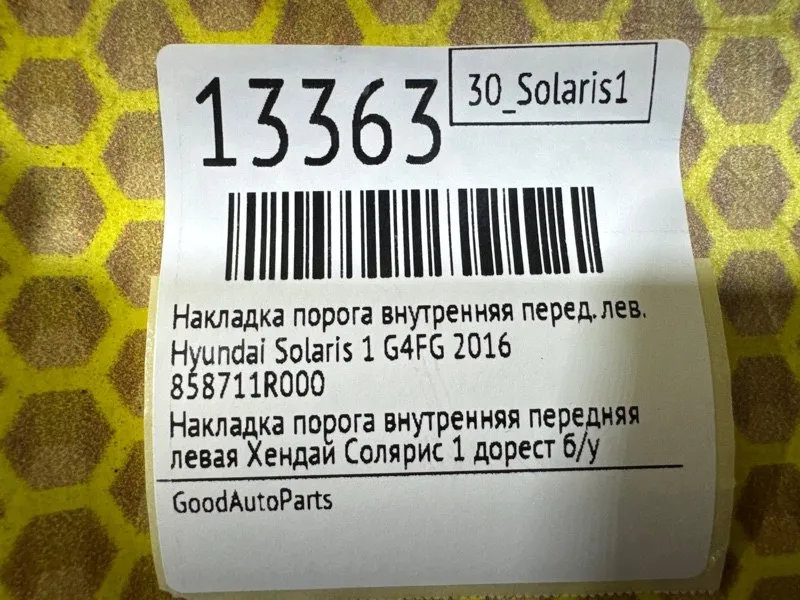 13363
30_Solaris1
Накладка порога внутренняя перед. лев.
Hyundai Solaris 1 G4FG 2016
858711R000
Накладка порога внутренняя передняя
левая Хендай Солярис 1 дорест б/у
GoodAutoParts